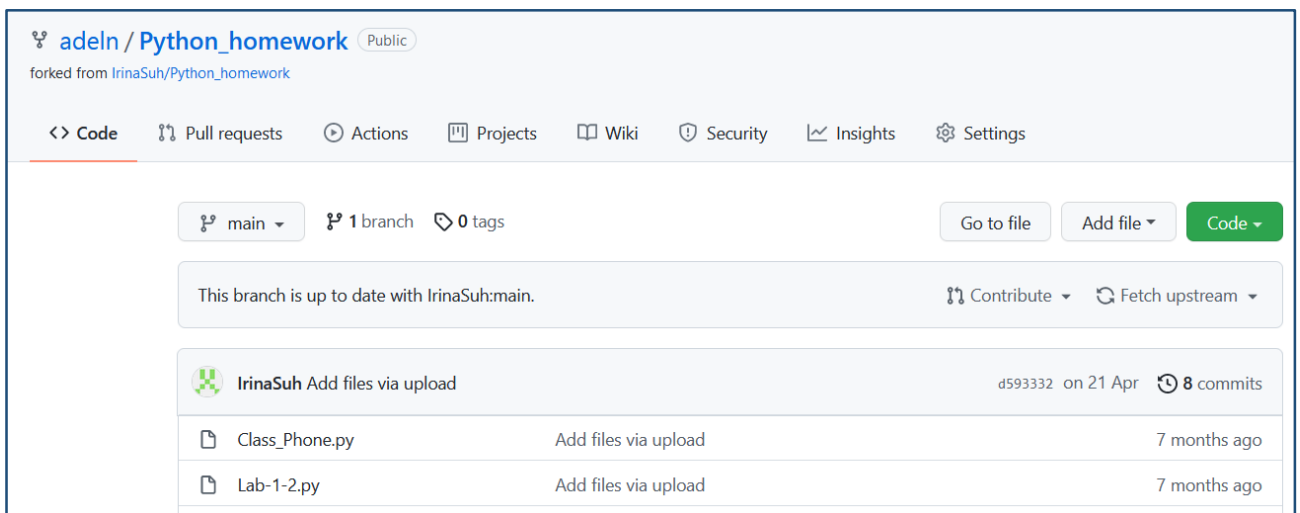 adeln / Python_homework Public
forked from IrinaSuh/Python_homework
Code Pull requests Actions Projects Wiki Security Insights Settings
main 1 branch 0 tags Go to file Add file Code
This branch is up to date with IrinaSuh:main. Contribute Fetch upstream
IrinaSuh Add files via upload d593332 on 21 Apr 8 commits
Class_Phone.py Add files via upload 7 months ago
Lab-1-2.py Add files via upload 7 months ago